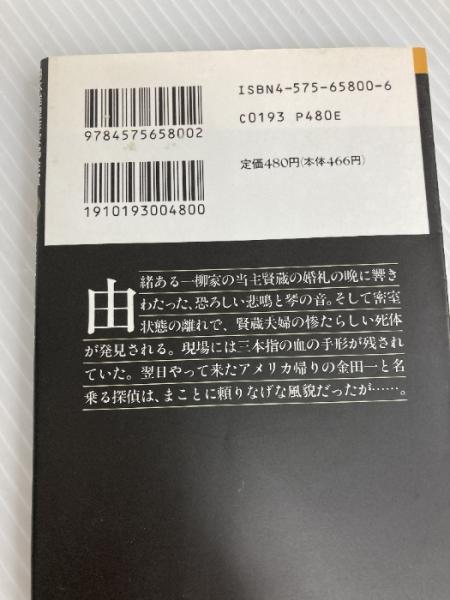 ISBN4-575-65800-6
C0193 P480E
9784575658002
定価480円(本体466円)
1910193004800
由緒ある一柳家の当主賢蔵の婚礼の晩に響き
わたった、恐ろしい悲鳴と琴の音。そして密室
状態の離れで、賢蔵夫婦の惨たらしい死体
が発見される。現場には三本指の血の手形が残され
ていた。翌日やって来たアメリカ帰りの金田一と名
乗る探偵は、まことに頼りなげな風貌だったが……。